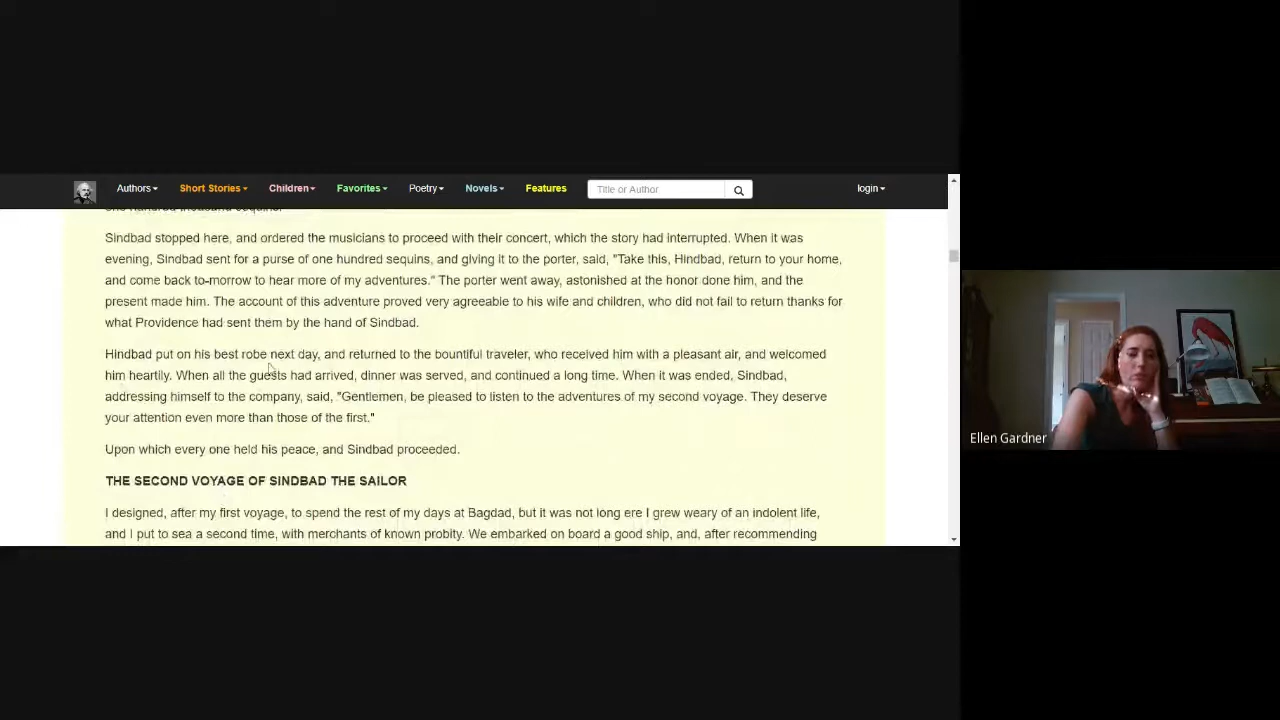 Authors Short Stories Children Favorites Poetry Novels Features Title or Author login
Sindbad stopped here, and ordered the musicians to proceed with their concert, which the story had interrupted. When it was
evening, Sindbad sent for a purse of one hundred sequins, and giving it to the porter, said, "Take this, Hindbad, return to your home,
and come back to-morrow to hear more of my adventures." The porter went away, astonished at the honor done him, and the
present made him. The account of this adventure proved very agreeable to his wife and children, who did not fail to return thanks for
what Providence had sent them by the hand of Sindbad.
Hindbad put on his best robe next day, and returned to the bountiful traveler, who received him with a pleasant air, and welcomed
him heartily. When all the guests had arrived, dinner was served, and continued a long time. When it was ended, Sindbad,
addressing himself to the company, said, "Gentlemen, be pleased to listen to the adventures of my second voyage. They deserve
your attention even more than those of the first."
Upon which every one held his peace, and Sindbad proceeded.
THE SECOND VOYAGE OF SINDBAD THE SAILOR
I designed, after my first voyage, to spend the rest of my days at Bagdad, but it was not long ere I grew weary of an indolent life,
and I put to sea a second time, with merchants of known probity. We embarked on board a good ship, and, after recommending
Ellen Gardner